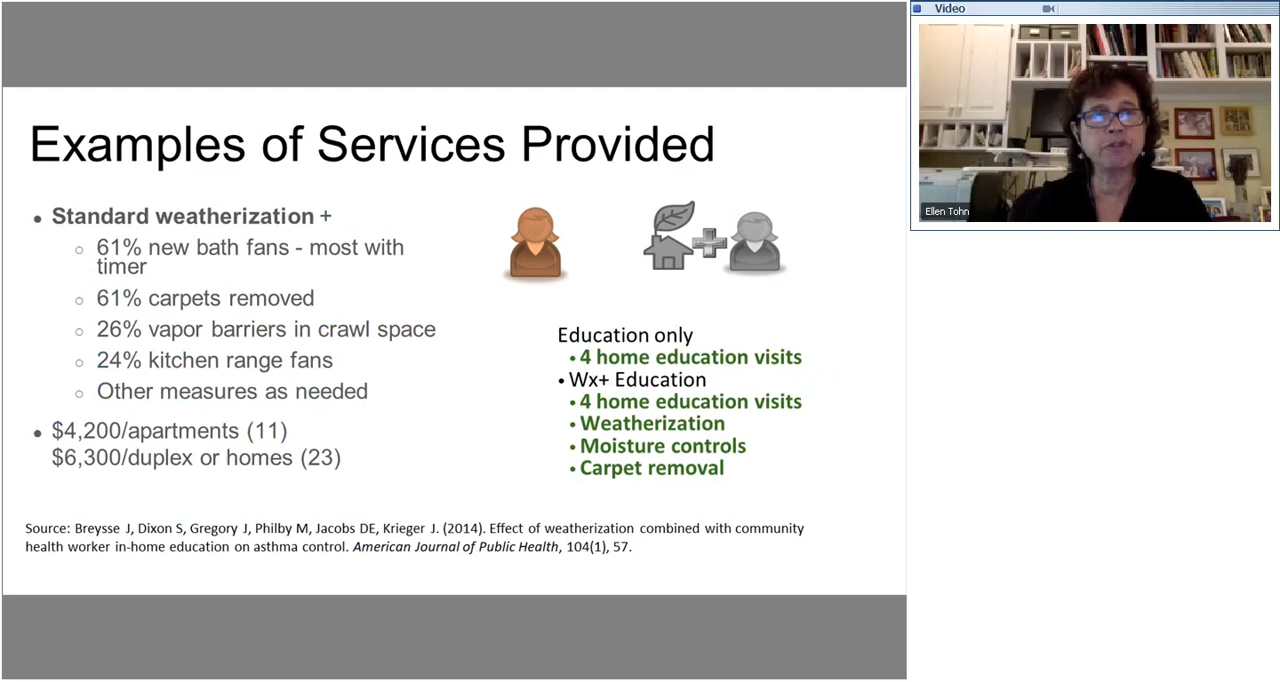 Examples of Services Provided
• Standard weatherization +
○ 61% new bath fans - most with
timer
○ 61% carpets removed
○ 26% vapor barriers in crawl space
○ 24% kitchen range fans
○ Other measures as needed
• $4,200/apartments (11)
$6,300/duplex or homes (23)
Education only
• 4 home education visits
• Wx+ Education
• 4 home education visits
• Weatherization
• Moisture controls
• Carpet removal
Source: Breysse J, Dixon S, Gregory J, Philby M, Jacobs DE, Krieger J. (2014). Effect of weatherization combined with community
health worker in-home education on asthma control. American Journal of Public Health, 104(1), 57.
Video
Ellen Tohn